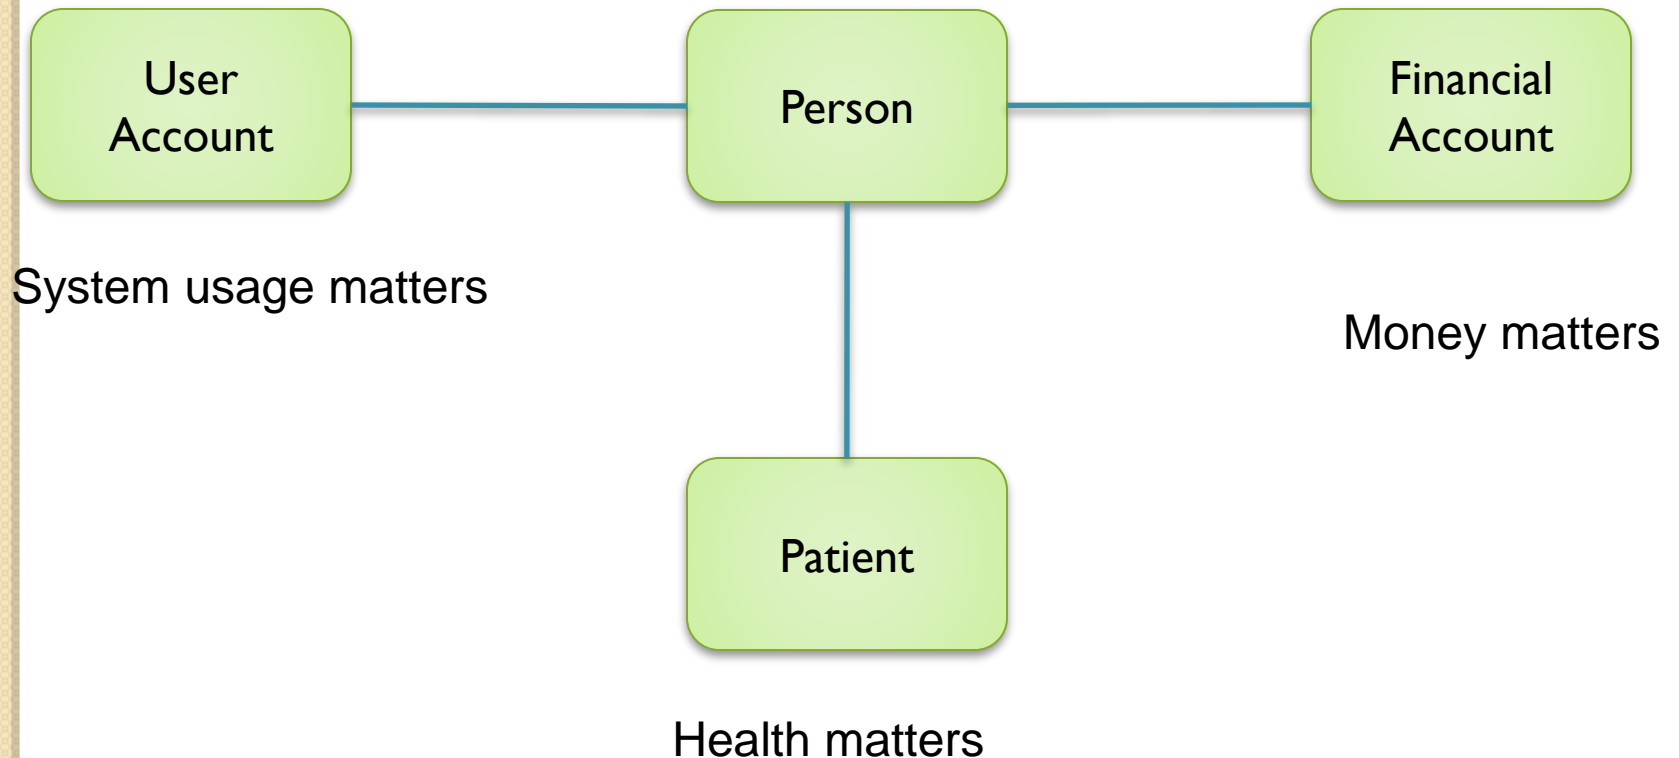 User
Account
Person
Financial
Account
System usage matters
Money matters
Patient
Health matters